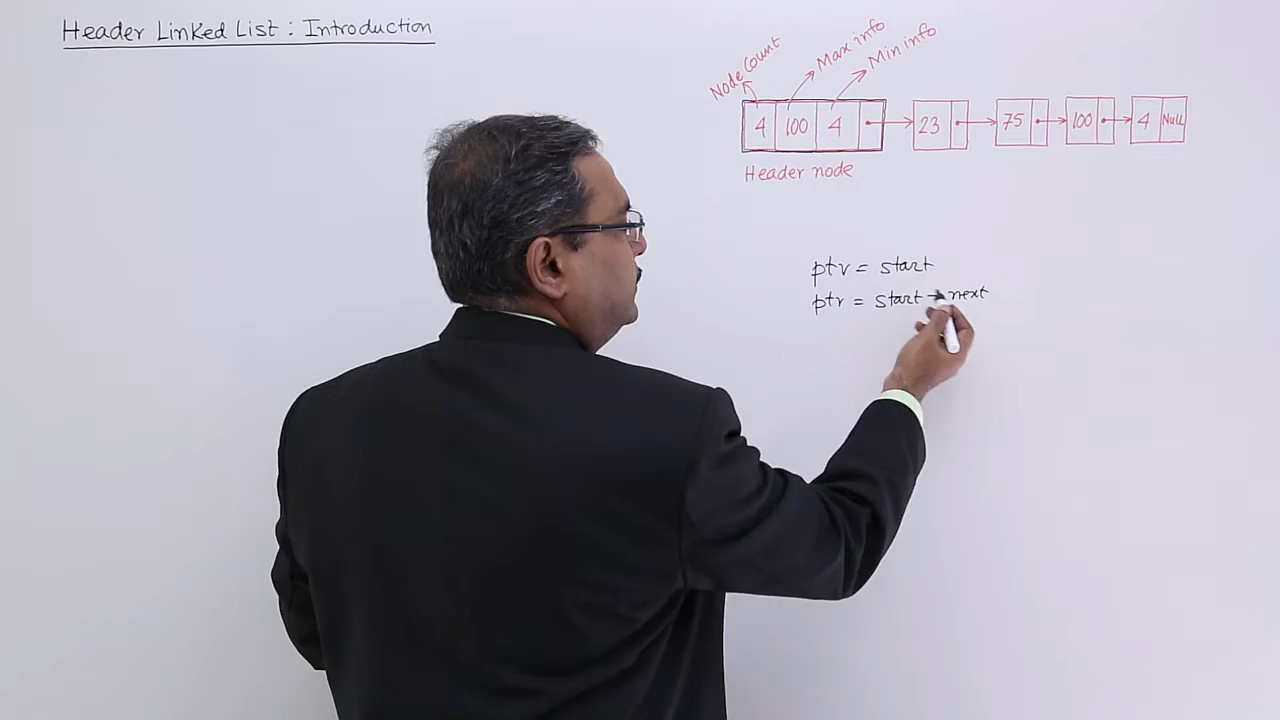 Header Linked List : Introduction
Node Count
Max info
Min info
4 100 4
23
75
100
4 Null
Header node
ptr = start
ptr = start → next